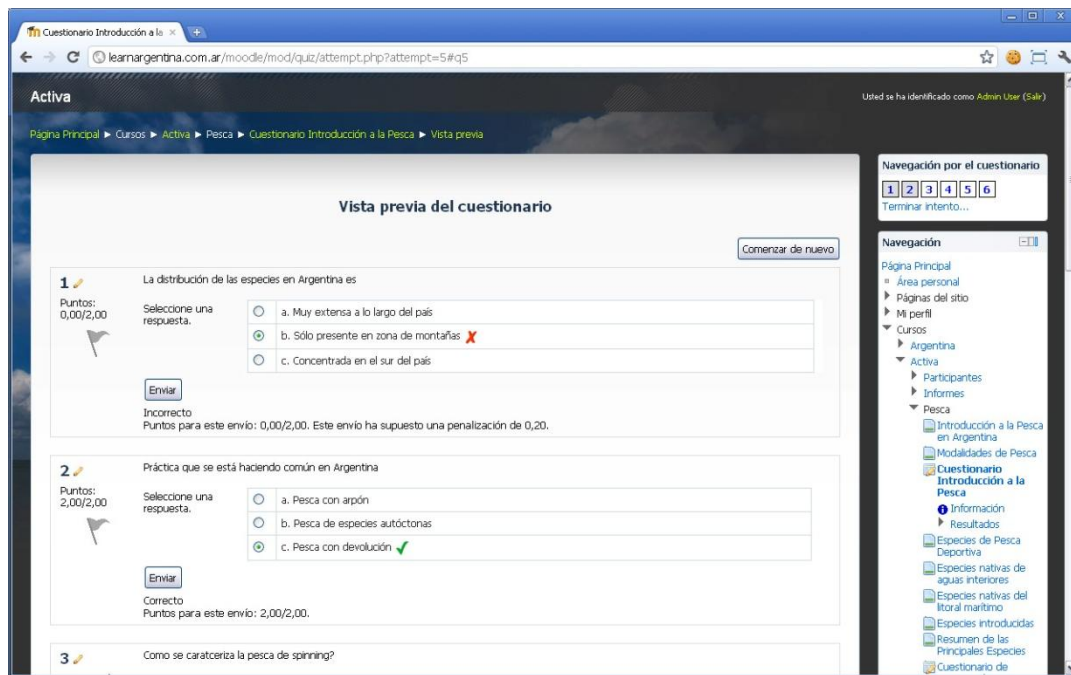 Cuestionario Introducción a la
learnargentina.com.ar/moodle/mod/quiz/attempt.php?attempt=5#q5
Activa
Usted se ha identificado como Admin User (Salir)
Página Principal ► Cursos ► Activa ► Pesca ► Cuestionario Introducción a la Pesca ► Vista previa
Vista previa del cuestionario
Comenzar de nuevo
1
Puntos:
0,00/2,00
La distribución de las especies en Argentina es
Seleccione una
respuesta.
a. Muy extensa a lo largo del país
b. Sólo presente en zona de montañas
c. Concentrada en el sur del país
Enviar
Incorrecto
Puntos para este envío: 0,00/2,00. Este envío ha supuesto una penalización de 0,20.
2
Puntos:
2,00/2,00
Práctica que se está haciendo común en Argentina
Seleccione una
respuesta.
a. Pesca con arpón
b. Pesca de especies autóctonas
c. Pesca con devolución
Enviar
Correcto
Puntos para este envío: 2,00/2,00.
3
Como se caratceriza la pesca de spinning?
Navegación por el cuestionario
1 2 3 4 5 6
Terminar intento...
Navegación
Página Principal
Área personal
Páginas del sitio
Mi perfil
Cursos
Argentina
Activa
Participantes
Informes
Pesca
Introducción a la Pesca
en Argentina
Modalidades de Pesca
Cuestionario
Introducción a la
Pesca
Información
Resultados
Especies de Pesca
Deportiva
Especies nativas de
aguas interiores
Especies nativas del
litoral marítimo
Especies introducidas
Resumen de las
Principales Especies
Cuestionario de